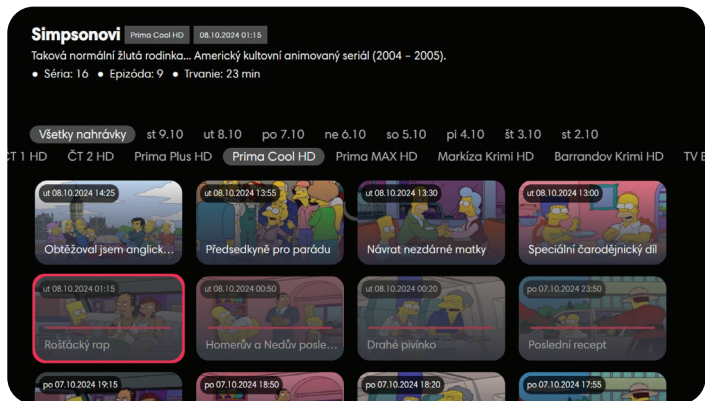 Simpsonovi Prima Cool HD 08.10.2024 01:15
Taková normální žlutá rodinka... Americký kultovní animovaný seriál (2004 – 2005).
● Séria: 16 ● Epizóda: 9 ● Trvanie: 23 min
Všetky nahrávky st 9.10 ut 8.10 po 7.10 ne 6.10 so 5.10 pi 4.10 št 3.10 st 2.10
ČT 1 HD ČT 2 HD Prima Plus HD Prima Cool HD Prima MAX HD Markíza Krimi HD Barrandov Krimi HD TV
ut 08.10.2024 14:25 ut 08.10.2024 13:55 ut 08.10.2024 13:30 ut 08.10.2024 13:00
Obtěžoval jsem anglick... Předsedkyně pro parádu Návrat nezdárné matky Speciální čarodějnický díl
ut 08.10.2024 01:15 ut 08.10.2024 00:50 ut 08.10.2024 00:20 po 07.10.2024 23:50
Rošťácký rap Homerův a Nedův posle... Drahé pivínko Poslední recept
po 07.10.2024 19:15 po 07.10.2024 18:50 po 07.10.2024 18:20 po 07.10.2024 17:55